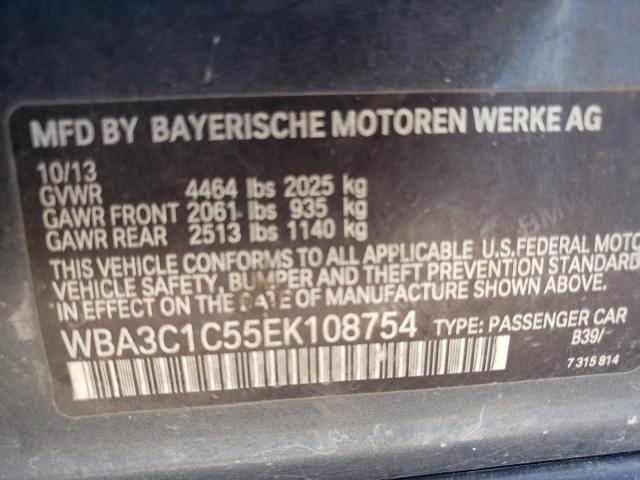 MFD BY BAYERISCHE MOTOREN WERKE AG
10/13
GVWR 4464 lbs 2025 kg
GAWR FRONT 2061 lbs 935 kg
GAWR REAR 2513 lbs 1140 kg
THIS VEHICLE CONFORMS TO ALL APPLICABLE U.S.FEDERAL MOTO
VEHICLE SAFETY, BUMPER AND THEFT PREVENTION STANDARD
IN EFFECT ON THE DATE OF MANUFACTURE SHOWN ABOVE.
WBA3C1C55EK108754 TYPE: PASSENGER CAR
B39/-
7 315 814